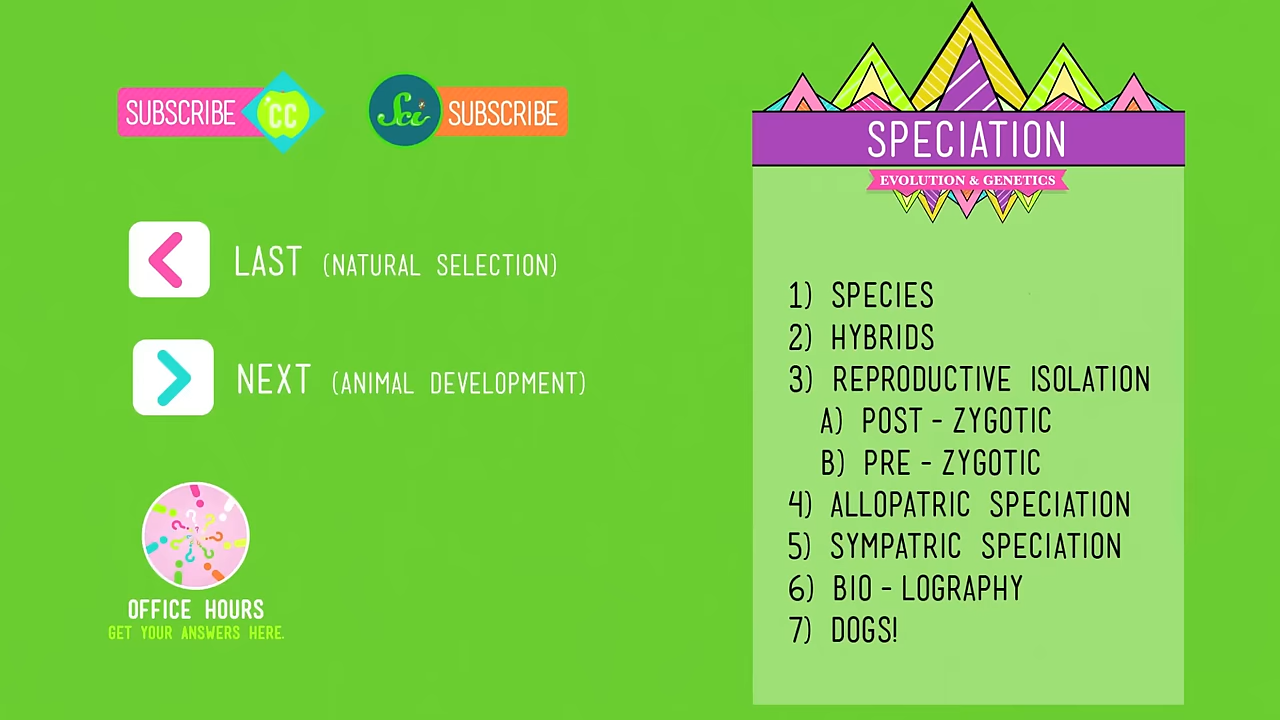 SUBSCRIBE CC
Sci SUBSCRIBE
LAST (NATURAL SELECTION)
NEXT (ANIMAL DEVELOPMENT)
OFFICE HOURS
GET YOUR ANSWERS HERE.
SPECIATION
EVOLUTION & GENETICS
1) SPECIES
2) HYBRIDS
3) REPRODUCTIVE ISOLATION
A) POST - ZYGOTIC
B) PRE - ZYGOTIC
4) ALLOPATRIC SPECIATION
5) SYMPATRIC SPECIATION
6) BIO - LOGRAPHY
7) DOGS!